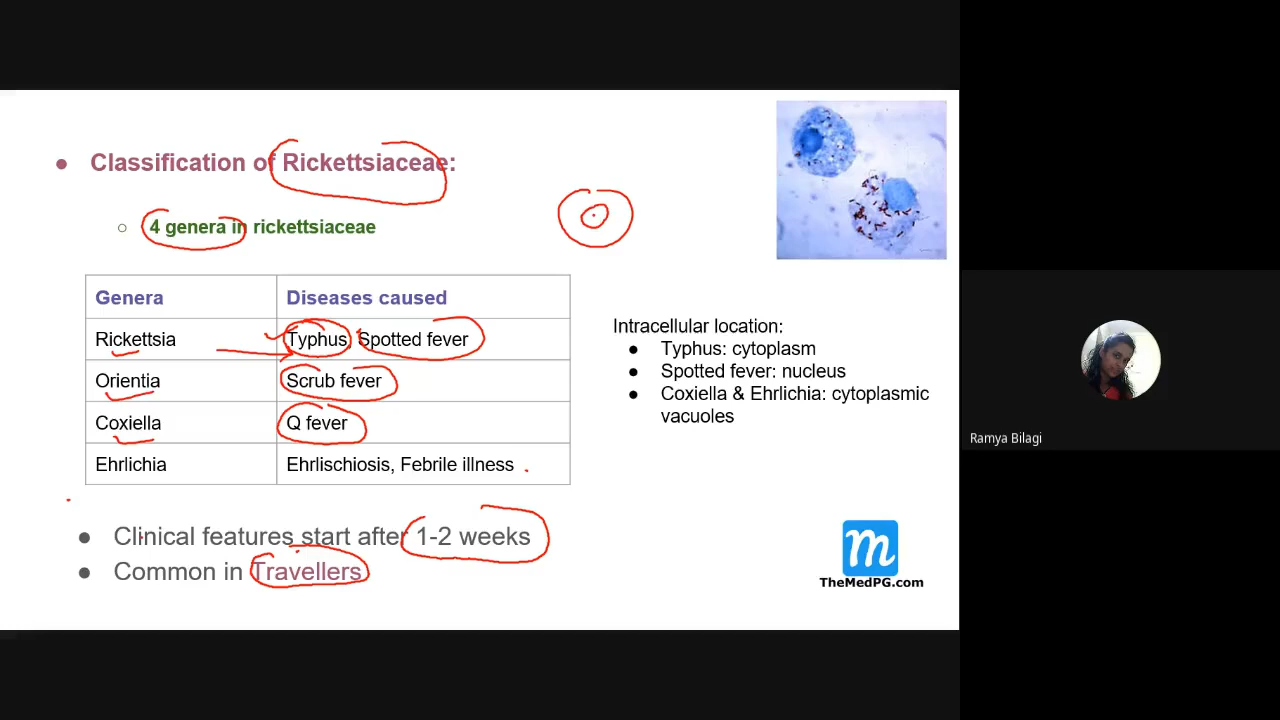 Classification of Rickettsiaceae:
4 genera in rickettsiaceae
Genera Diseases caused
Rickettsia Typhus Spotted fever
Orientia Scrub fever
Coxiella Q fever
Ehrlichia Ehrlischiosis, Febrile illness
Intracellular location:
Typhus: cytoplasm
Spotted fever: nucleus
Coxiella & Ehrlichia: cytoplasmic
vacuoles
Clinical features start after 1-2 weeks
Common in Travellers
m
TheMedPG.com
Ramya Bilagi